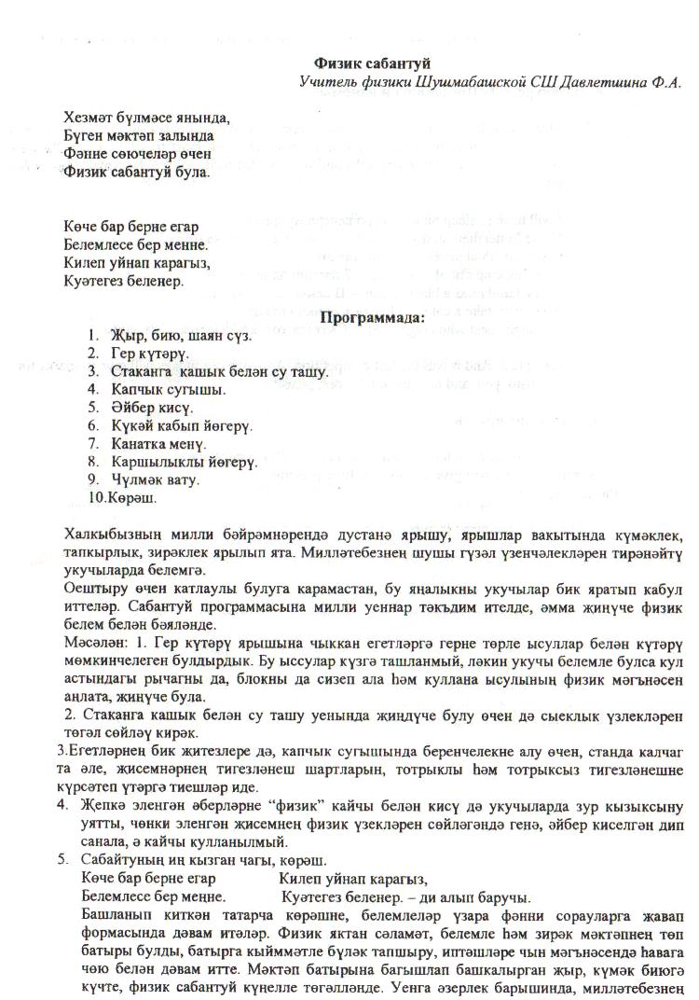 Физик сабантуй
Учитель физики Шушмабашской СШ Давлетшина Ф.А.
Хезмәт бүлмәсе янында,
Бүген мәктәп залында
Фәнне сөючеләр өчен
Физик сабантуй була.
Көче бар берне егар
Белемлесе бер менне.
Килеп уйнап карагыз,
Куәтегез беленер.
Программада:
1. Җыр, бию, шаян сүз.
2. Гер күтәрү.
3. Стаканга кашык белән су ташу.
4. Капчык сугышы.
5. Әйбер кисү.
6. Күкәй кабып йөгерү.
7. Канатка менү.
8. Каршылыклы йөгерү.
9. Чүлмәк вату.
10.Көрәш.
Халкыбызның милли бәйрәмнәрендә дустанә ярышу, ярышлар вакытында күмәклек,
тапкырлык, зирәклек ярылып ята. Милләтебезнең шушы гүзәл үзенчәлекләрен тирәнәйтү
укучыларда белемгә.
Оештыру өчен катлаулы булуга карамастан, бу яңалыкны укучылар бик яратып кабул
иттеләр. Сабантуй программасына милли уеннар тәкъдим ителде, әмма җиңүче физик
белем белән бәяләнде.
Мәсәлән: 1. Гер күтәрү ярышына чыккан егетләргә герне төрле ысуллар белән күтәрү
мөмкинчелеген булдырдык. Бу ыссулар күзгә ташланмый, ләкин укучы белемле булса кул
астындагы рычагны да, блокны да сизеп ала һәм куллана ысулының физик мәгънәсен
аңлата, җиңүче була.
2. Стаканга кашык белән су ташу уенында җиңдүче булу өчен дә сыеклык үзлекләрен
төгәл сөйләү кирәк.
3.Егетләрнең бик җитезлере дә, капчык сугышында беренчелекне алу өчен, станда калчаг
та әле, җисемнәрнең тигезләнеш шартларын, тотрыклы һәм тотрыксыз тигезләнешне
күрсәтеп үтәргә тиешләр иде.
4. Җепкә эленгән әберләрне “физик” кайчы белән кисү дә укучыларда зур кызыксыну
уятты, чөнки эленгән җисемнең физик үзекләрен сөйләгәндә генә, әйбер киселгән дип
санала, ә кайчы кулланылмый.
5. Сабайтуның иң кызган чагы, көрәш.
Көче бар берне егар Килеп уйнап карагыз,
Белемлесе бер меңне. Куәтегез беленер. – ди алып баручы.
Башланып киткән татарча көрәшне, белемлеләр үзара фәнни сорауларга җавап
формасында дәвам итәләр. Физик яктан сәламәт, белемле һәм зирәк мәктәпнең төп
батыры булды, батырга кыйммәтле бүләк тапшыру, иптәшләре чын мәгънәсендә һавага
чөю белән дәвам итте. Мәктәп батырына багышлап башкалырган җыр, күмәк биюгә
күчте, физик сабантуй күңелле төгәлләнде. Уенга әзерлек барышинда, милләтебезнең